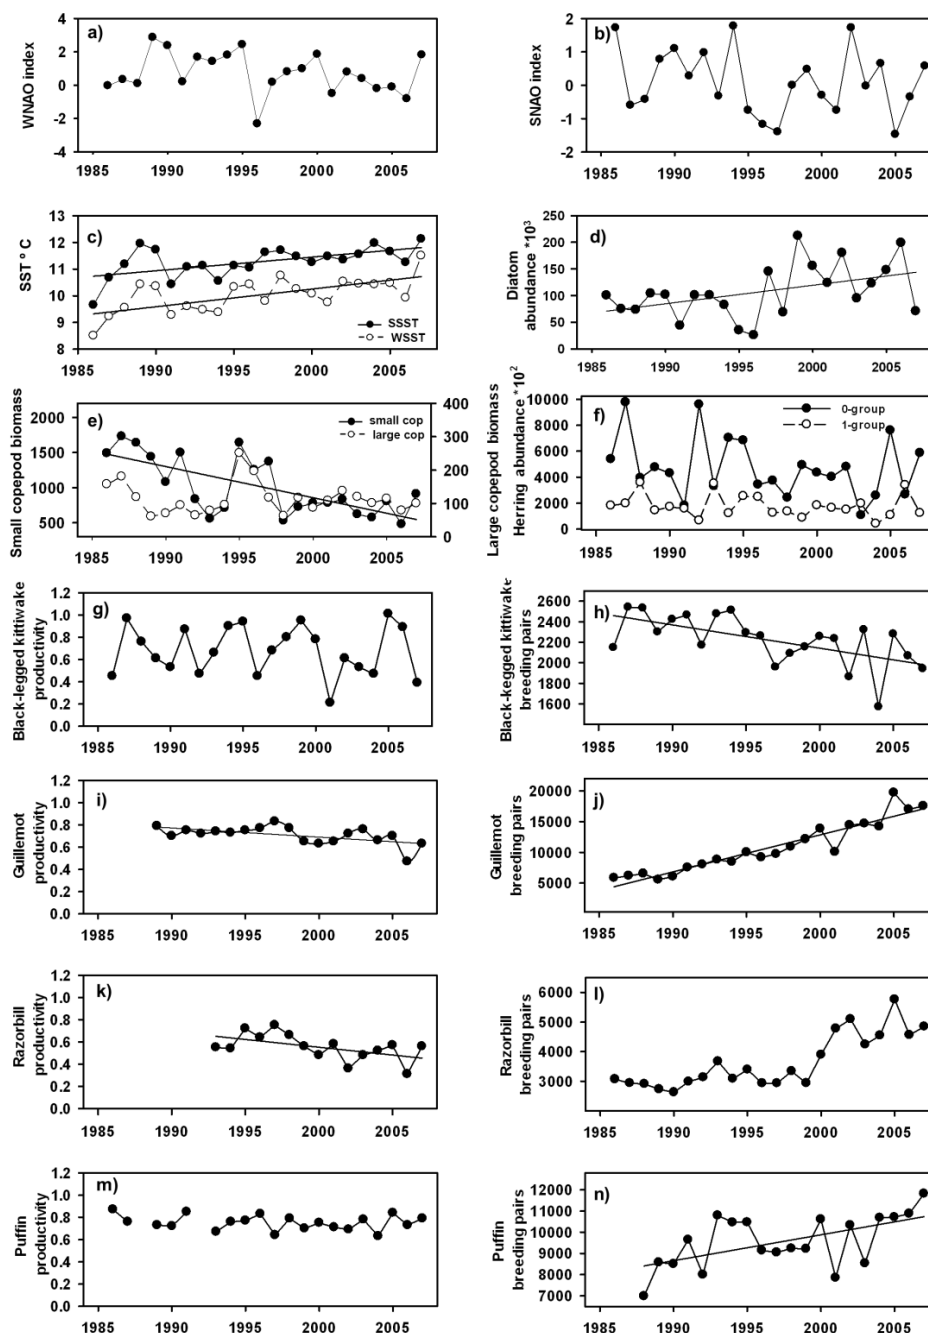 a)
WNAO index
4
2
0
-2
-4
1985 1990 1995 2000 2005
b)
SNAO index
2
1
0
-1
-2
1985 1990 1995 2000 2005
c)
SST º C
13
12
11
10
9
8
SSST
WSST
1985 1990 1995 2000 2005
d)
Diatom
abundance *10³
250
200
150
100
50
0
1985 1990 1995 2000 2005
e)
Small copepod biomass
2000
1500
1000
500
small cop
large cop
400
300
200
100
0
Large copepod biomass
1985 1990 1995 2000 2005
f)
Herring abundance *10²
10000
8000
6000
4000
2000
0
0-group
1-group
1985 1990 1995 2000 2005
g)
Black-legged kittiwake
productivity
1.2
1.0
0.8
0.6
0.4
0.2
0.0
1985 1990 1995 2000 2005
h)
Black-kegged kittiwake
breeding pairs
2600
2400
2200
2000
1800
1600
1985 1990 1995 2000 2005
i)
Guillemot
productivity
1.2
1.0
0.8
0.6
0.4
0.2
0.0
1985 1990 1995 2000 2005
j)
Guillemot
breeding pairs
20000
15000
10000
5000
1985 1990 1995 2000 2005
k)
Razorbill
productivity
1.2
1.0
0.8
0.6
0.4
0.2
0.0
1985 1990 1995 2000 2005
l)
Razorbill
breeding pairs
6000
5000
4000
3000
1985 1990 1995 2000 2005
m)
Puffin
productivity
1.2
1.0
0.8
0.6
0.4
0.2
0.0
1985 1990 1995 2000 2005
n)
Puffin
breeding pairs
12000
11000
10000
9000
8000
7000
1985 1990 1995 2000 2005